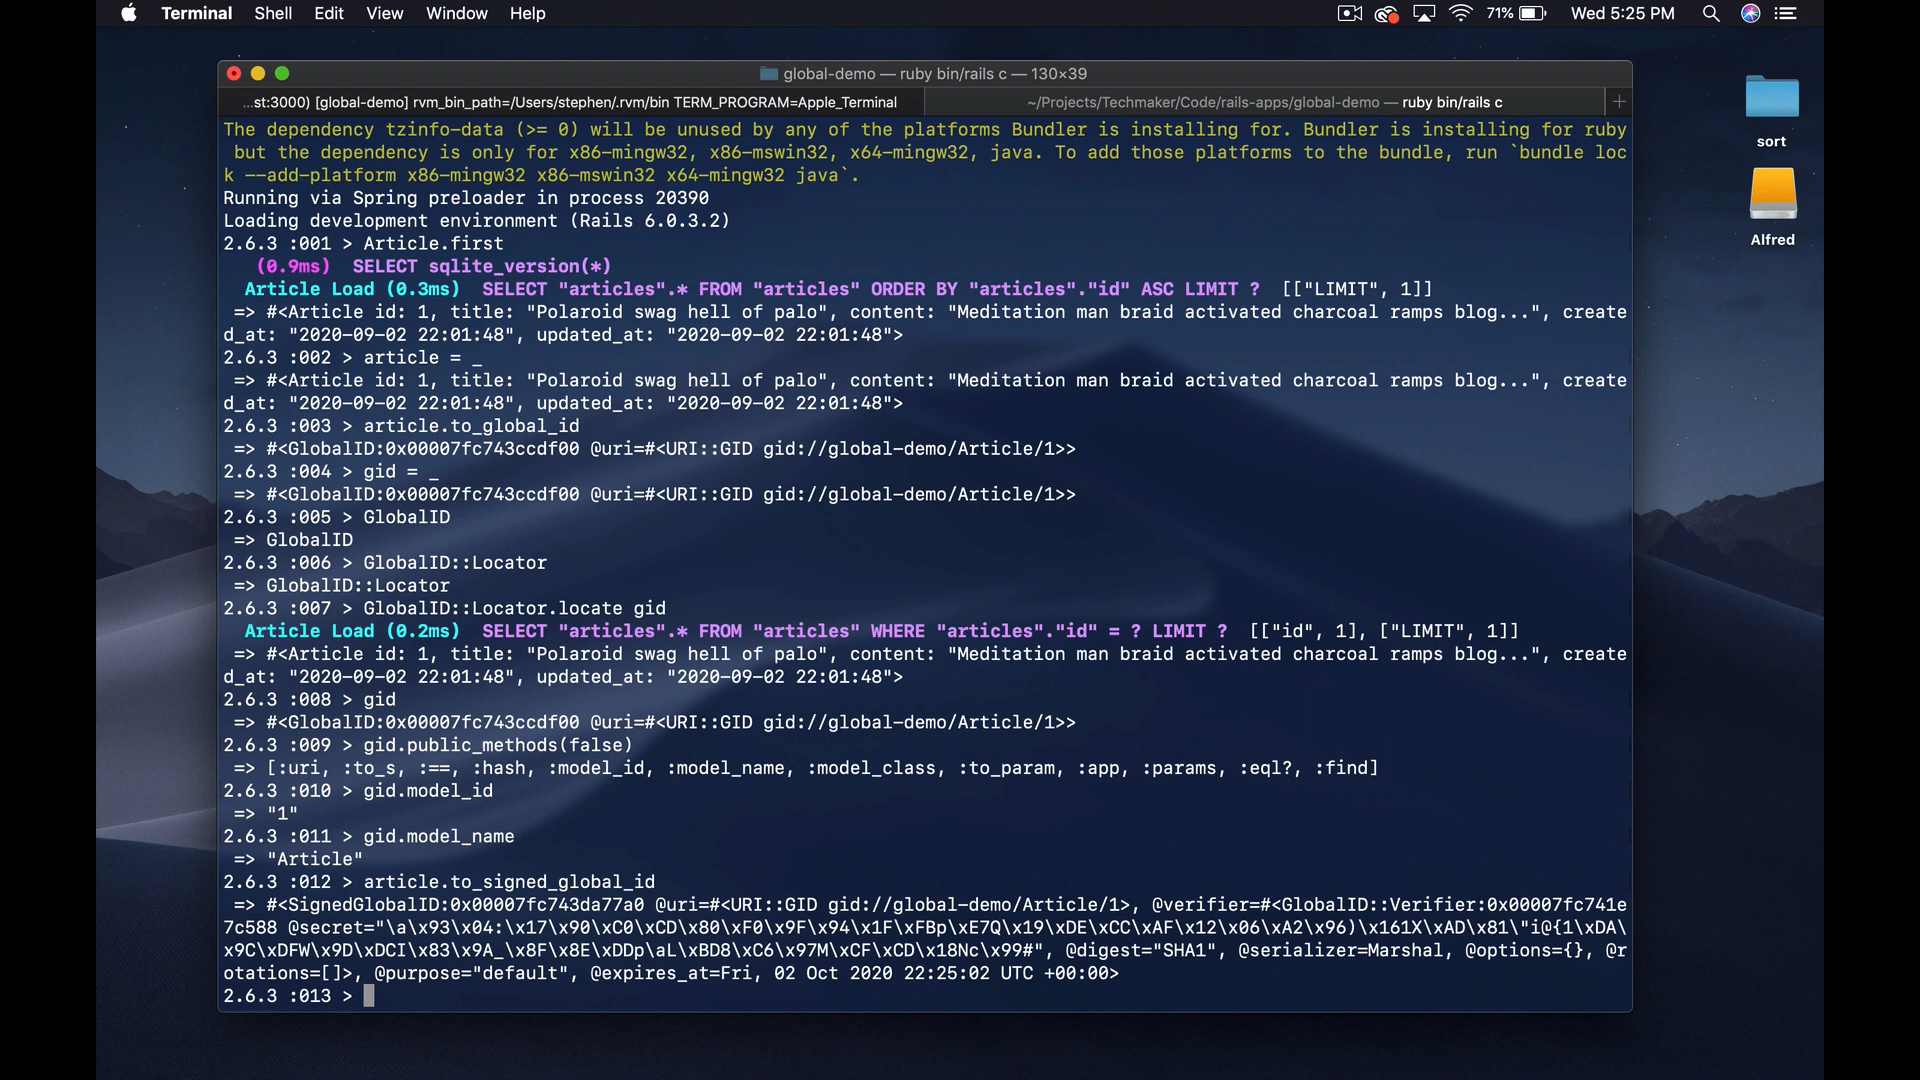 Terminal Shell Edit View Window Help 71% Wed 5:25 PM
global-demo — ruby bin/rails c — 130×39
...st:3000) [global-demo] rvm_bin_path=/Users/stephen/.rvm/bin TERM_PROGRAM=Apple_Terminal
~/Projects/Techmaker/Code/rails-apps/global-demo — ruby bin/rails c
The dependency tzinfo-data (>= 0) will be unused by any of the platforms Bundler is installing for. Bundler is installing for ruby
but the dependency is only for x86-mingw32, x86-mswin32, x64-mingw32, java. To add those platforms to the bundle, run `bundle loc
k --add-platform x86-mingw32 x86-mswin32 x64-mingw32 java`.
Running via Spring preloader in process 20390
Loading development environment (Rails 6.0.3.2)
2.6.3 :001 > Article.first
(0.9ms)  SELECT sqlite_version(*)
Article Load (0.3ms)  SELECT "articles".* FROM "articles" ORDER BY "articles"."id" ASC LIMIT ?  [["LIMIT", 1]]
=> #<Article id: 1, title: "Polaroid swag hell of palo", content: "Meditation man braid activated charcoal ramps blog...", create
d_at: "2020-09-02 22:01:48", updated_at: "2020-09-02 22:01:48">
2.6.3 :002 > article = _
=> #<Article id: 1, title: "Polaroid swag hell of palo", content: "Meditation man braid activated charcoal ramps blog...", create
d_at: "2020-09-02 22:01:48", updated_at: "2020-09-02 22:01:48">
2.6.3 :003 > article.to_global_id
=> #<GlobalID:0x00007fc743ccdf00 @uri=#<URI::GID gid://global-demo/Article/1>>
2.6.3 :004 > gid = _
=> #<GlobalID:0x00007fc743ccdf00 @uri=#<URI::GID gid://global-demo/Article/1>>
2.6.3 :005 > GlobalID
=> GlobalID
2.6.3 :006 > GlobalID::Locator
=> GlobalID::Locator
2.6.3 :007 > GlobalID::Locator.locate gid
Article Load (0.2ms)  SELECT "articles".* FROM "articles" WHERE "articles"."id" = ? LIMIT ?  [["id", 1], ["LIMIT", 1]]
=> #<Article id: 1, title: "Polaroid swag hell of palo", content: "Meditation man braid activated charcoal ramps blog...", create
d_at: "2020-09-02 22:01:48", updated_at: "2020-09-02 22:01:48">
2.6.3 :008 > gid
=> #<GlobalID:0x00007fc743ccdf00 @uri=#<URI::GID gid://global-demo/Article/1>>
2.6.3 :009 > gid.public_methods(false)
=> [:uri, :to_s, :==, :hash, :model_id, :model_name, :model_class, :to_param, :app, :params, :eql?, :find]
2.6.3 :010 > gid.model_id
=> "1"
2.6.3 :011 > gid.model_name
=> "Article"
2.6.3 :012 > article.to_signed_global_id
=> #<SignedGlobalID:0x00007fc743da77a0 @uri=#<URI::GID gid://global-demo/Article/1>, @verifier=#<GlobalID::Verifier:0x00007fc741e
7c588 @secret="\a\x93\x04:\x17\x90\xC0\xCD\x80\xF0\x9F\x94\x1F\xFBp\xE7Q\x19\xDE\xCC\xAF\x12\x06\xA2\x96)\x161X\xAD\x81\"i@{1\xDA\
x9C\xDFW\x9D\xDCI\x83\x9A_\x8F\x8E\xDDp\aL\xBD8\xC6\x97M\xCF\xCD\x18Nc\x99#", @digest="SHA1", @serializer=Marshal, @options={}, @r
otations=[]>, @purpose="default", @expires_at=Fri, 02 Oct 2020 22:25:02 UTC +00:00>
2.6.3 :013 >
sort
Alfred